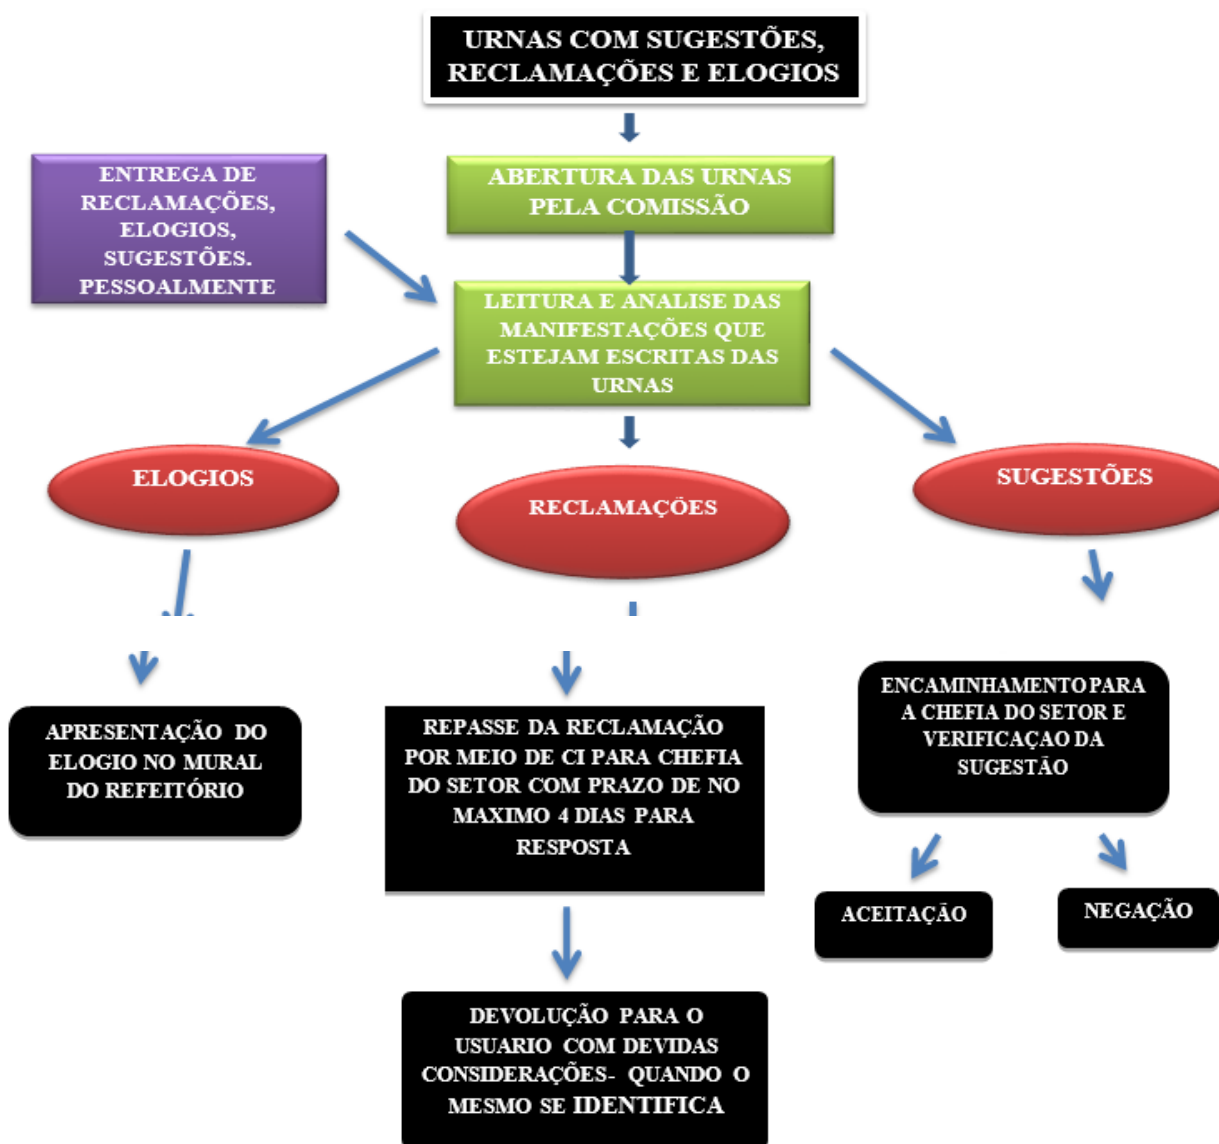 URNAS COM SUGESTÕES,
RECLAMAÇÕES E ELOGIOS
ENTREGA DE
RECLAMAÇÕES,
ELOGIOS,
SUGESTÕES.
PESSOALMENTE
ABERTURA DAS URNAS
PELA COMISSÃO
LEITURA E ANALISE DAS
MANIFESTAÇÕES QUE
ESTEJAM ESCRITAS DAS
URNAS
ELOGIOS
RECLAMAÇÕES
SUGESTÕES
APRESENTAÇÃO DO
ELOGIO NO MURAL
DO REFEITÓRIO
REPASSE DA RECLAMAÇÃO
POR MEIO DE CI PARA CHEFIA
DO SETOR COM PRAZO DE NO
MAXIMO 4 DIAS PARA
RESPOSTA
ENCAMINHAMENTO PARA
A CHEFIA DO SETOR E
VERIFICAÇAO DA
SUGESTÃO
ACEITAÇÃO
NEGAÇÃO
DEVOLUÇÃO PARA O
USUARIO COM DEVIDAS
CONSIDERAÇÕES- QUANDO O
MESMO SE IDENTIFICA